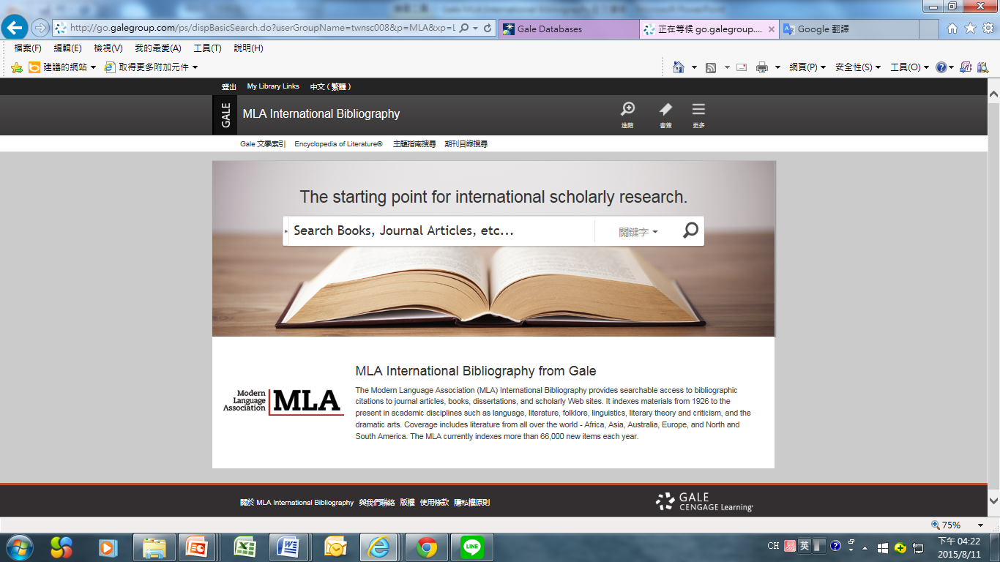 http://go.galegroup.com/ps/dispBasicSearch.do?userGroupName=twnsc008&p=MLA&txp=L
Gale Databases
正在等候 go.galegroup....
Google 翻譯
檔案(F) 編輯(E) 檢視(V) 我的最愛(A) 工具(T) 說明(H)
建議的網站 取得更多附加元件
網頁(P) 安全性(S) 工具(O)
登出 My Library Links 中文 ( 繁體 )
GALE
MLA International Bibliography
進階 書籤 更多
Gale 文學索引 Encyclopedia of Literature® 主題指南搜尋 期刊目錄搜尋
The starting point for international scholarly research.
Search Books, Journal Articles, etc...
關鍵字
MLA International Bibliography from Gale
Modern Language Association
MLA
The Modern Language Association (MLA) International Bibliography provides searchable access to bibliographic
citations to journal articles, books, dissertations, and scholarly Web sites. It indexes materials from 1926 to the
present in academic disciplines such as language, literature, folklore, linguistics, literary theory and criticism, and the
dramatic arts. Coverage includes literature from all over the world - Africa, Asia, Australia, Europe, and North and
South America. The MLA currently indexes more than 66,000 new items each year.
關於 MLA International Bibliography 與我們聯絡 版權 使用條款 隱私權原則
GALE
CENGAGE Learning
75%
LINE
CH 英
下午 04:22
2015/8/11